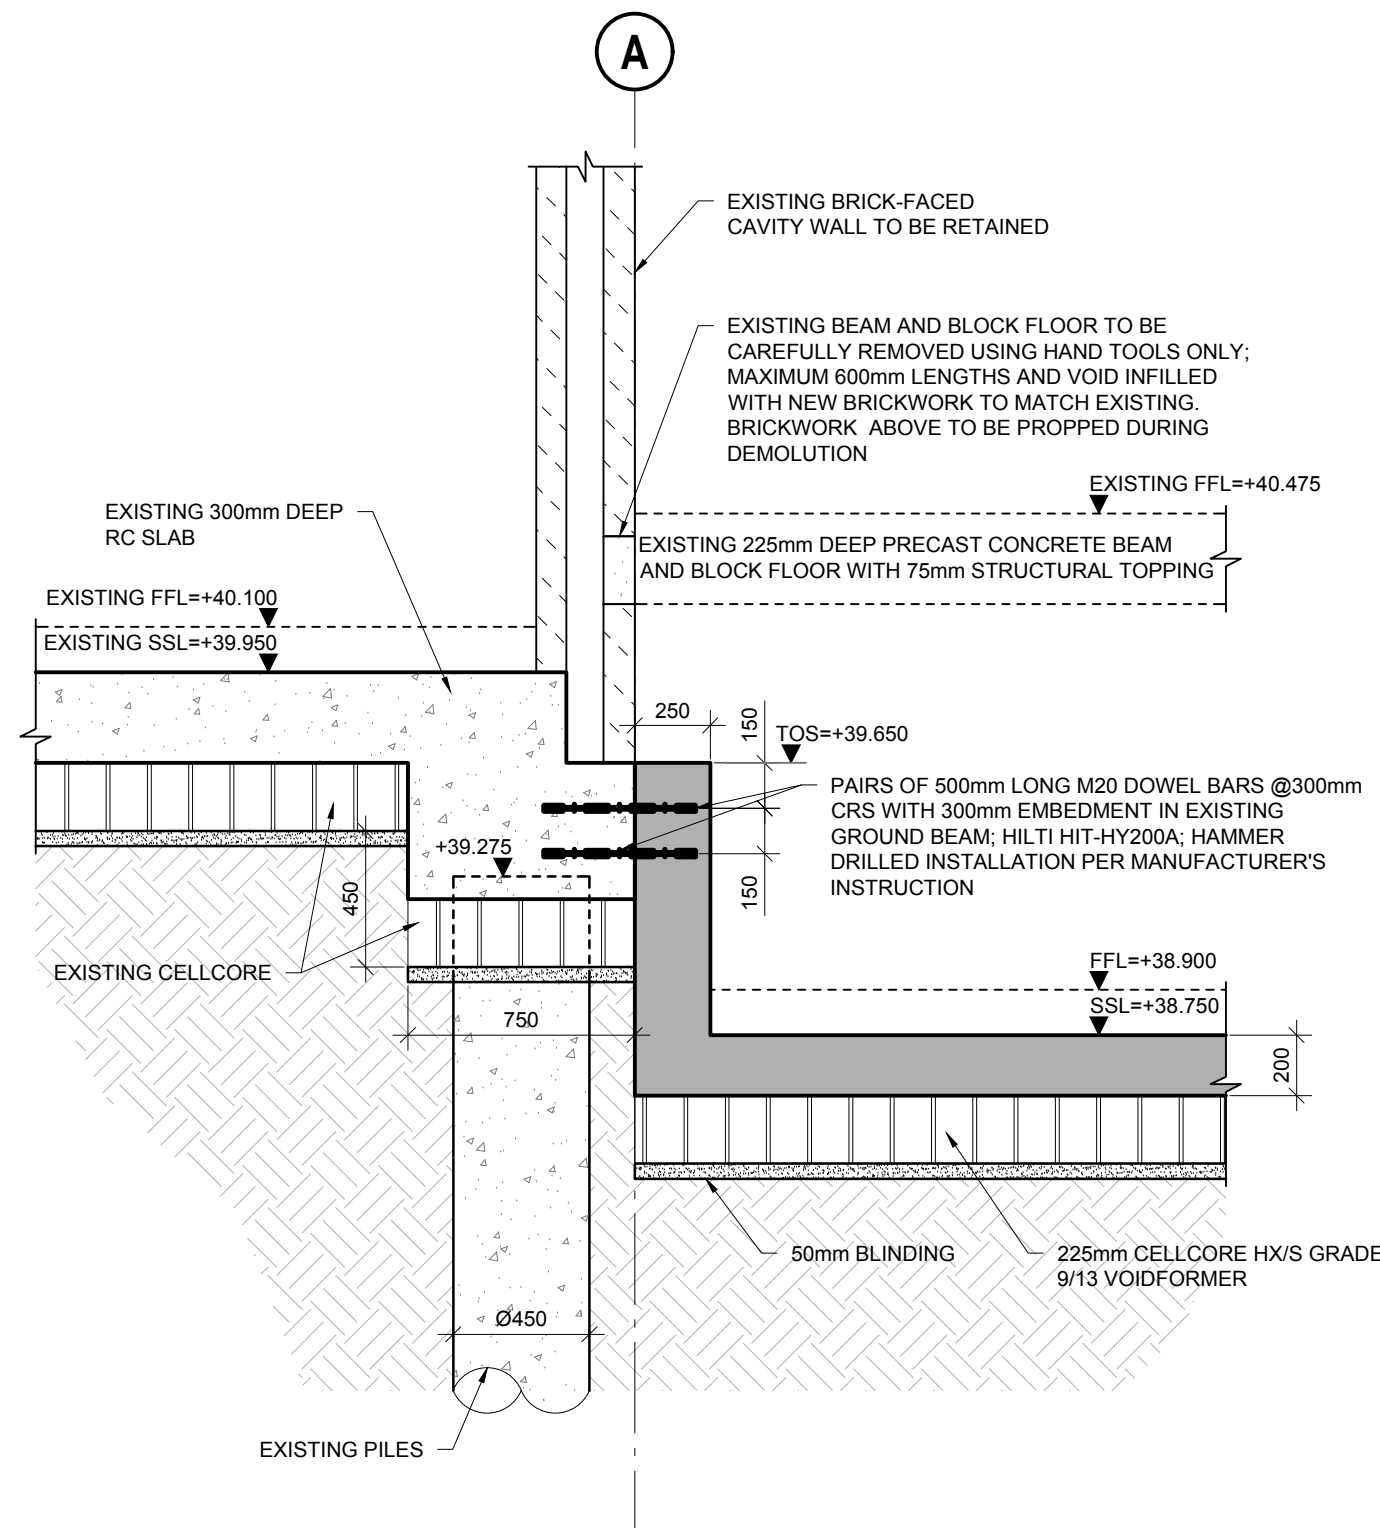 A
EXISTING BRICK-FACED
CAVITY WALL TO BE RETAINED
EXISTING BEAM AND BLOCK FLOOR TO BE
CAREFULLY REMOVED USING HAND TOOLS ONLY;
MAXIMUM 600mm LENGTHS AND VOID INFILLED
WITH NEW BRICKWORK TO MATCH EXISTING.
BRICKWORK ABOVE TO BE PROPPED DURING
DEMOLUTION
EXISTING FFL=+40.475
EXISTING 300mm DEEP
RC SLAB
EXISTING 225mm DEEP PRECAST CONCRETE BEAM
AND BLOCK FLOOR WITH 75mm STRUCTURAL TOPPING
EXISTING FFL=+40.100
EXISTING SSL=+39.950
250
150
TOS=+39.650
PAIRS OF 500mm LONG M20 DOWEL BARS @300mm
CRS WITH 300mm EMBEDMENT IN EXISTING
GROUND BEAM; HILTI HIT-HY200A; HAMMER
DRILLED INSTALLATION PER MANUFACTURER'S
INSTRUCTION
+39.275
150
450
EXISTING CELLCORE
FFL=+38.900
SSL=+38.750
750
200
50mm BLINDING
225mm CELLCORE HX/S GRADE
9/13 VOIDFORMER
Ø450
EXISTING PILES